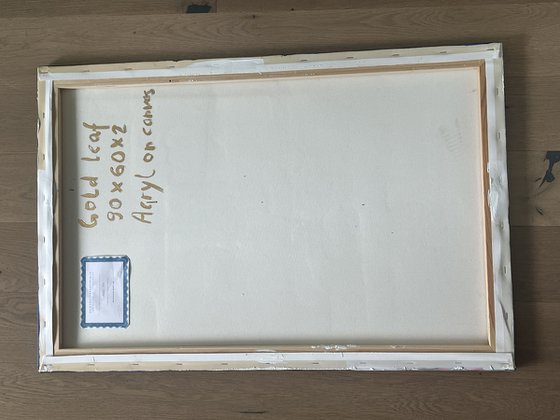 Gold leaf
90x60x2
Acryl on canvas